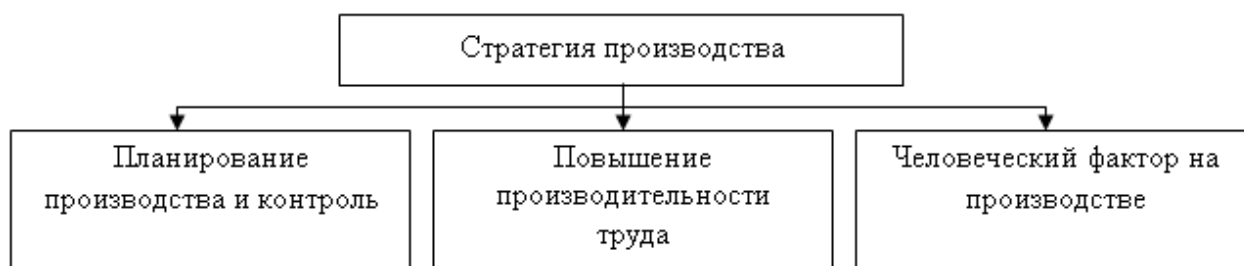 Стратегия производства
Планирование
производства и контроль
Повышение
производительности
труда
Человеческий фактор на
производстве